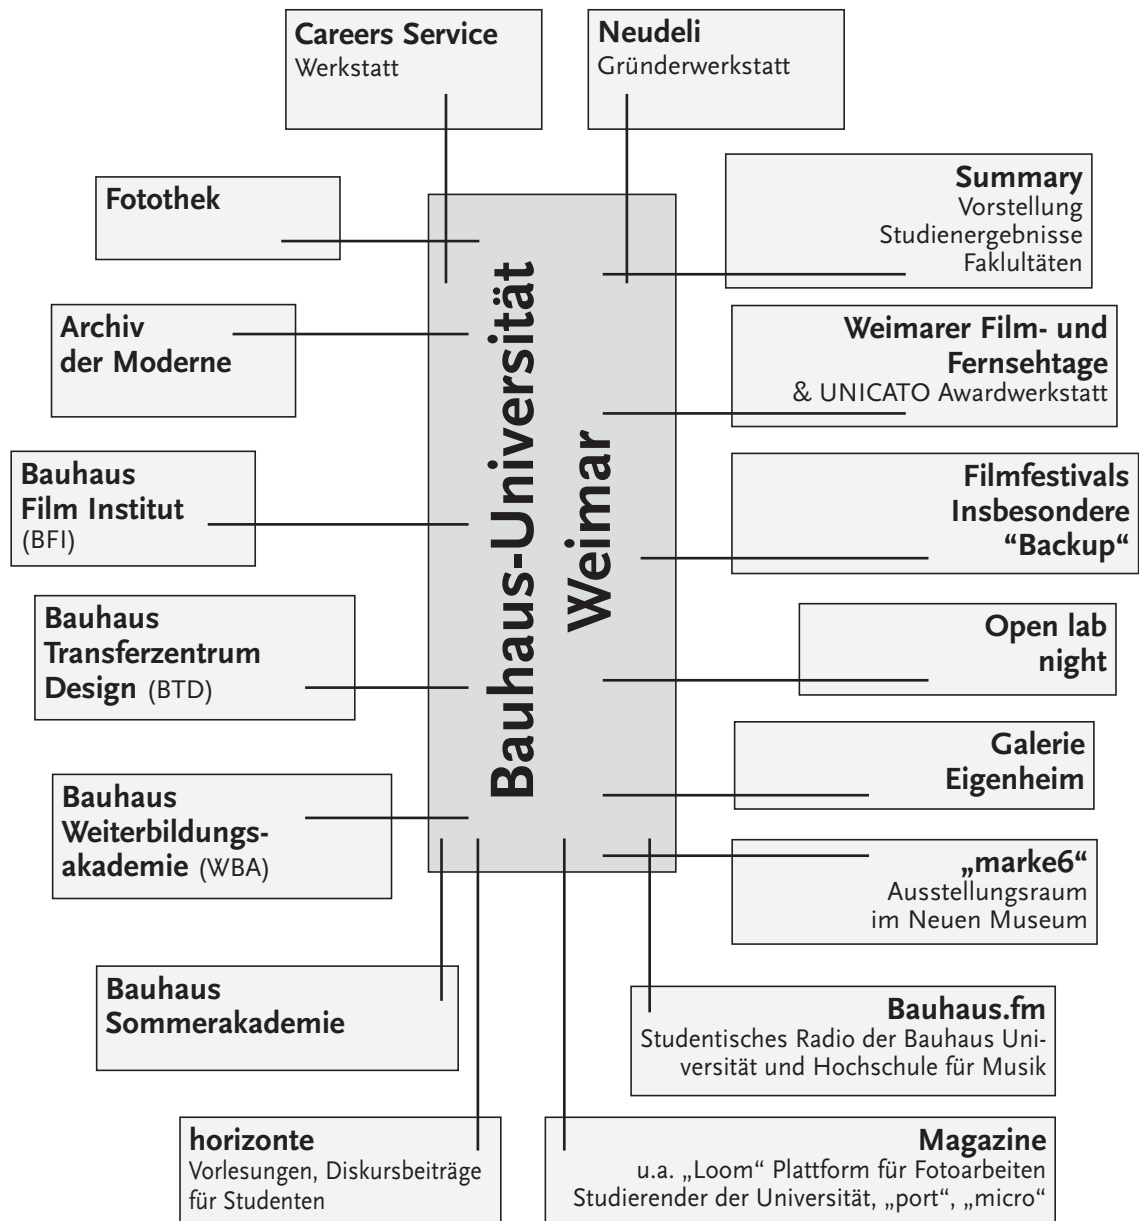 Careers Service
Werkstatt
Neudeli
Gründerwerkstatt
Fotothek
Summary
Vorstellung
Studienergebnisse
Faklultäten
Archiv
der Moderne
Weimarer Film- und
Fernsehtage
& UNICATO Awardwerkstatt
Bauhaus
Film Institut
(BFI)
Filmfestivals
Insbesondere
“Backup“
Bauhaus-Universität
Weimar
Bauhaus
Transferzentrum
Design (BTD)
Open lab
night
Galerie
Eigenheim
Bauhaus
Weiterbildungs-
akademie (WBA)
„marke6“
Ausstellungsraum
im Neuen Museum
Bauhaus
Sommerakademie
Bauhaus.fm
Studentisches Radio der Bauhaus Uni-
versität und Hochschule für Musik
horizonte
Vorlesungen, Diskursbeiträge
für Studenten
Magazine
u.a. „Loom“ Plattform für Fotoarbeiten
Studierender der Universität, „port“, „micro“